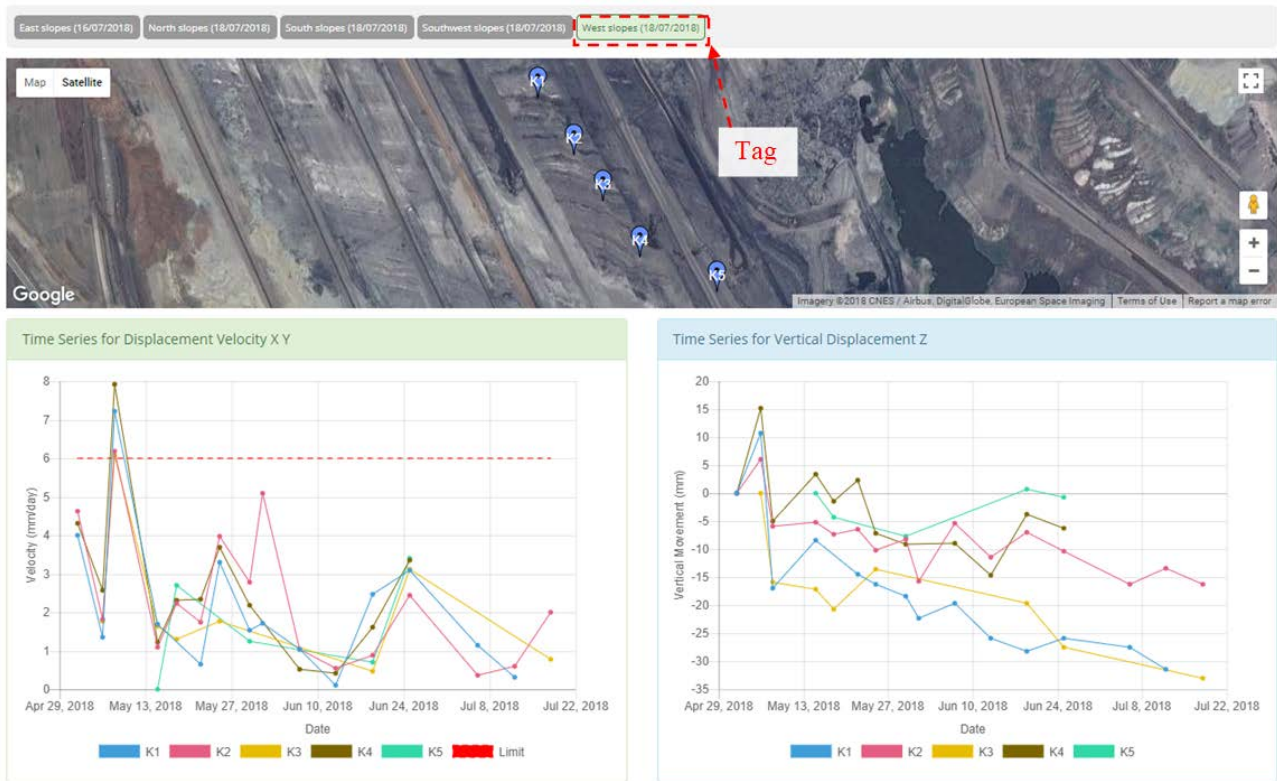 East slopes (16/07/2018) North slopes (18/07/2018) South slopes (18/07/2018) Southwest slopes (18/07/2018) West slopes (18/07/2018)
Map Satellite
K1
K2
Tag
K3
K4
K5
+
−
Google
Imagery ©2018 CNES / Airbus, DigitalGlobe, European Space Imaging Terms of Use Report a map error
Time Series for Displacement Velocity X Y
8
7
6
5
4
3
2
1
0
Velocity (mm/day)
Apr 29, 2018 May 13, 2018 May 27, 2018 Jun 10, 2018 Jun 24, 2018 Jul 8, 2018 Jul 22, 2018
Date
K1 K2 K3 K4 K5 Limit
Time Series for Vertical Displacement Z
20
15
10
5
0
-5
-10
-15
-20
-25
-30
-35
Vertical Movement (mm)
Apr 29, 2018 May 13, 2018 May 27, 2018 Jun 10, 2018 Jun 24, 2018 Jul 8, 2018 Jul 22, 2018
Date
K1 K2 K3 K4 K5